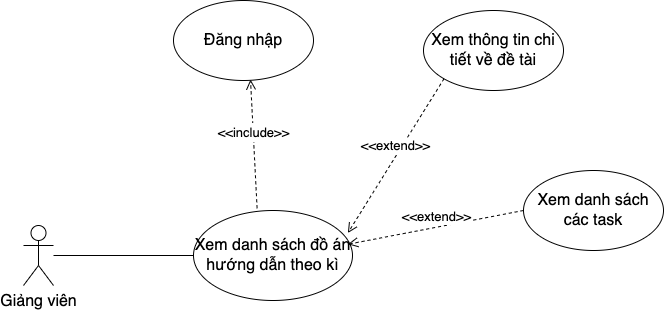 Đăng nhập
Xem thông tin chi
tiết về đề tài
<<include>>
<<extend>>
Xem danh sách
các task
<<extend>>
Xem danh sách đồ án
hướng dẫn theo kì
Giảng viên